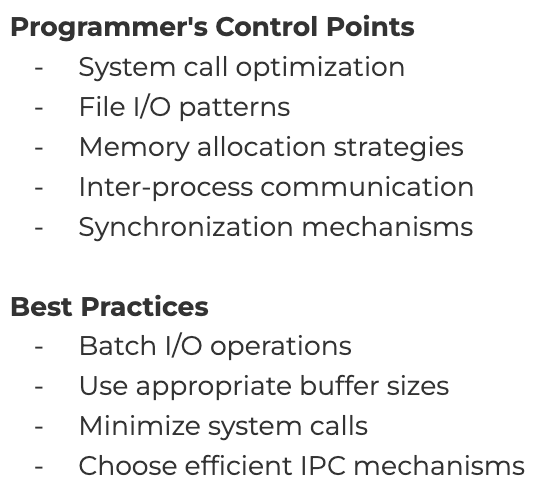 Programmer's Control Points
- System call optimization
- File I/O patterns
- Memory allocation strategies
- Inter-process communication
- Synchronization mechanisms
Best Practices
- Batch I/O operations
- Use appropriate buffer sizes
- Minimize system calls
- Choose efficient IPC mechanisms